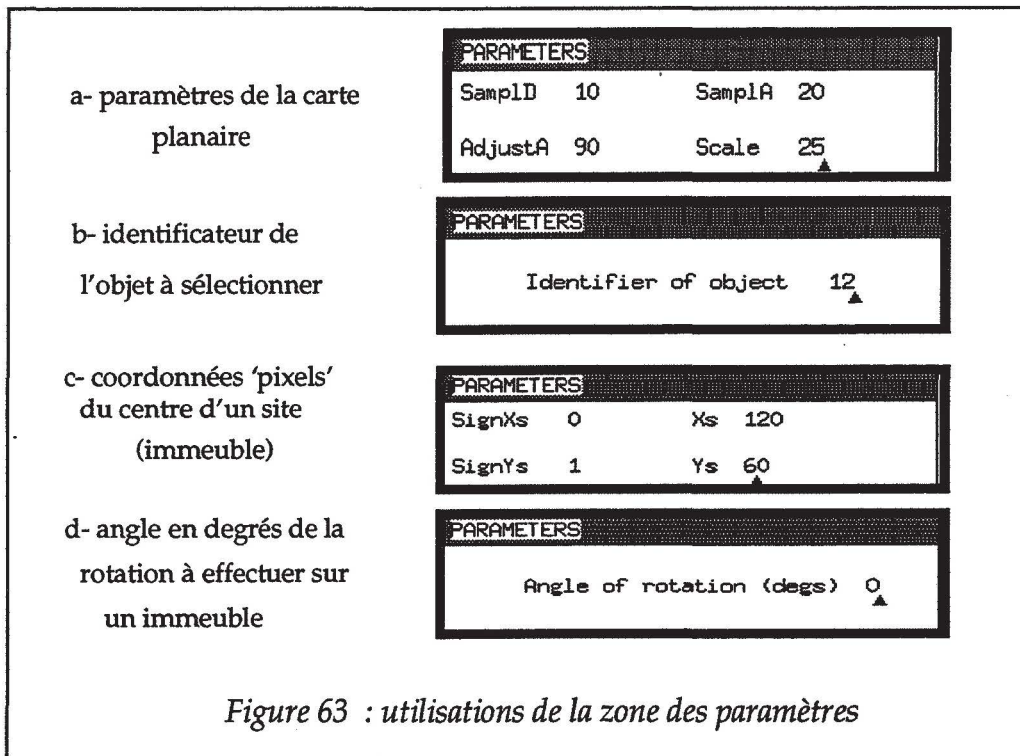 a- paramètres de la carte
planaire
PARAMETERS
SamplD 10 SamplA 20
AdjustA 90 Scale 25
b- identificateur de
l'objet à sélectionner
PARAMETERS
Identifier of object 12
c- coordonnées 'pixels'
du centre d'un site
(immeuble)
PARAMETERS
SignXs 0 Xs 120
SignYs 1 Ys 60
d- angle en degrés de la
rotation à effectuer sur
un immeuble
PARAMETERS
Angle of rotation (degs) 0
Figure 63 : utilisations de la zone des paramètres